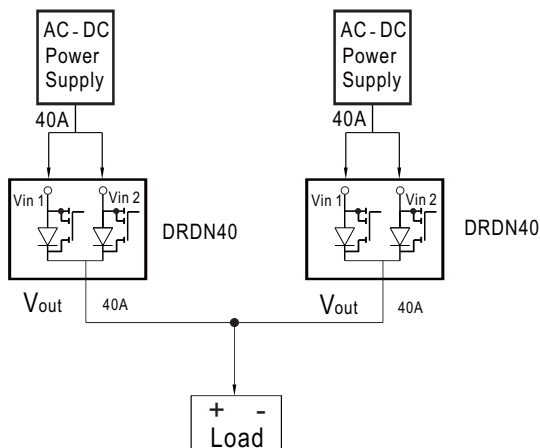 AC - DC
Power
Supply
40A
Vin 1
Vin 2
DRDN40
Vout
40A
AC - DC
Power
Supply
40A
Vin 1
Vin 2
DRDN40
Vout
40A
+ -
Load